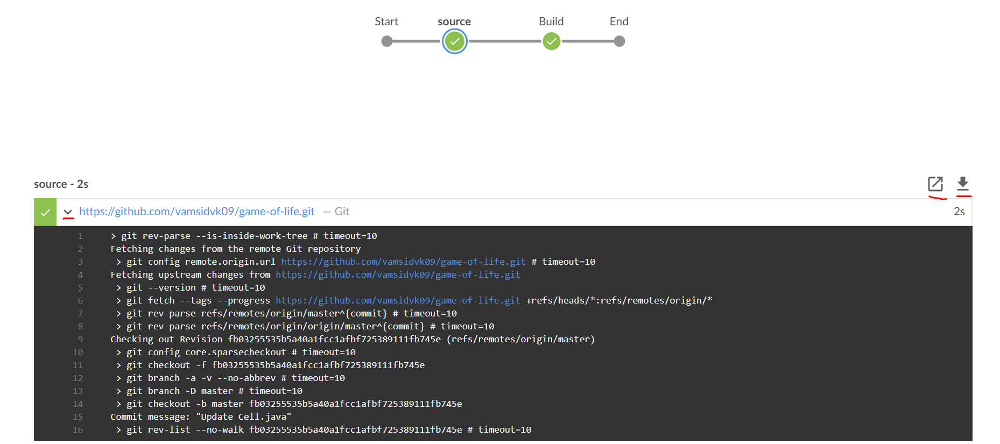 Start source Build End
source - 2s
https://github.com/vamsidvk09/game-of-life.git — Git 2s
1 > git rev-parse --is-inside-work-tree # timeout=10
2 Fetching changes from the remote Git repository
3 > git config remote.origin.url https://github.com/vamsidvk09/game-of-life.git # timeout=10
4 Fetching upstream changes from https://github.com/vamsidvk09/game-of-life.git
5 > git --version # timeout=10
6 > git fetch --tags --progress https://github.com/vamsidvk09/game-of-life.git +refs/heads/*:refs/remotes/origin/*
7 > git rev-parse refs/remotes/origin/master^{commit} # timeout=10
8 > git rev-parse refs/remotes/origin/origin/master^{commit} # timeout=10
9 Checking out Revision fb03255535b5a40a1fcc1afbf725389111fb745e (refs/remotes/origin/master)
10 > git config core.sparsecheckout # timeout=10
11 > git checkout -f fb03255535b5a40a1fcc1afbf725389111fb745e
12 > git branch -a -v --no-abbrev # timeout=10
13 > git branch -D master # timeout=10
14 > git checkout -b master fb03255535b5a40a1fcc1afbf725389111fb745e
15 Commit message: "Update Cell.java"
16 > git rev-list --no-walk fb03255535b5a40a1fcc1afbf725389111fb745e # timeout=10